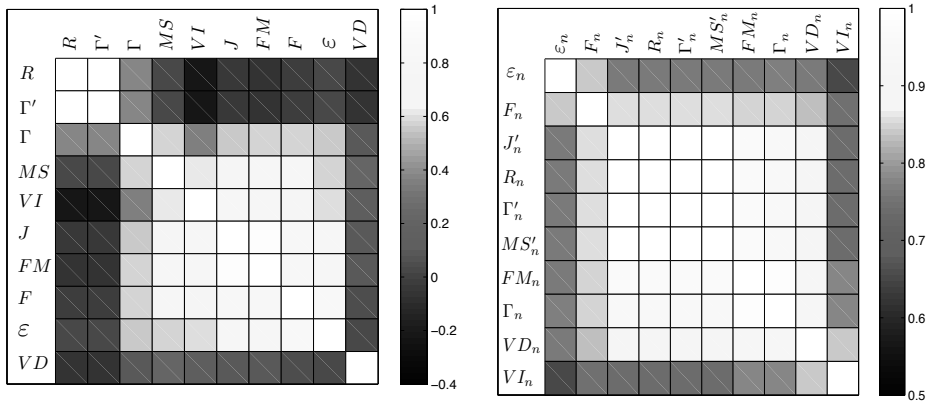 R Γ′ Γ MS VI J FM F ε VD
R
Γ′
Γ
MS
VI
J
FM
F
ε
VD
1
0.8
0.6
0.4
0.2
0
−0.2
−0.4
εₙ Fₙ J′ₙ Rₙ Γ′ₙ MS′ₙ FMₙ Γₙ VDₙ VIₙ
εₙ
Fₙ
J′ₙ
Rₙ
Γ′ₙ
MS′ₙ
FMₙ
Γₙ
VDₙ
VIₙ
1
0.9
0.8
0.7
0.6
0.5